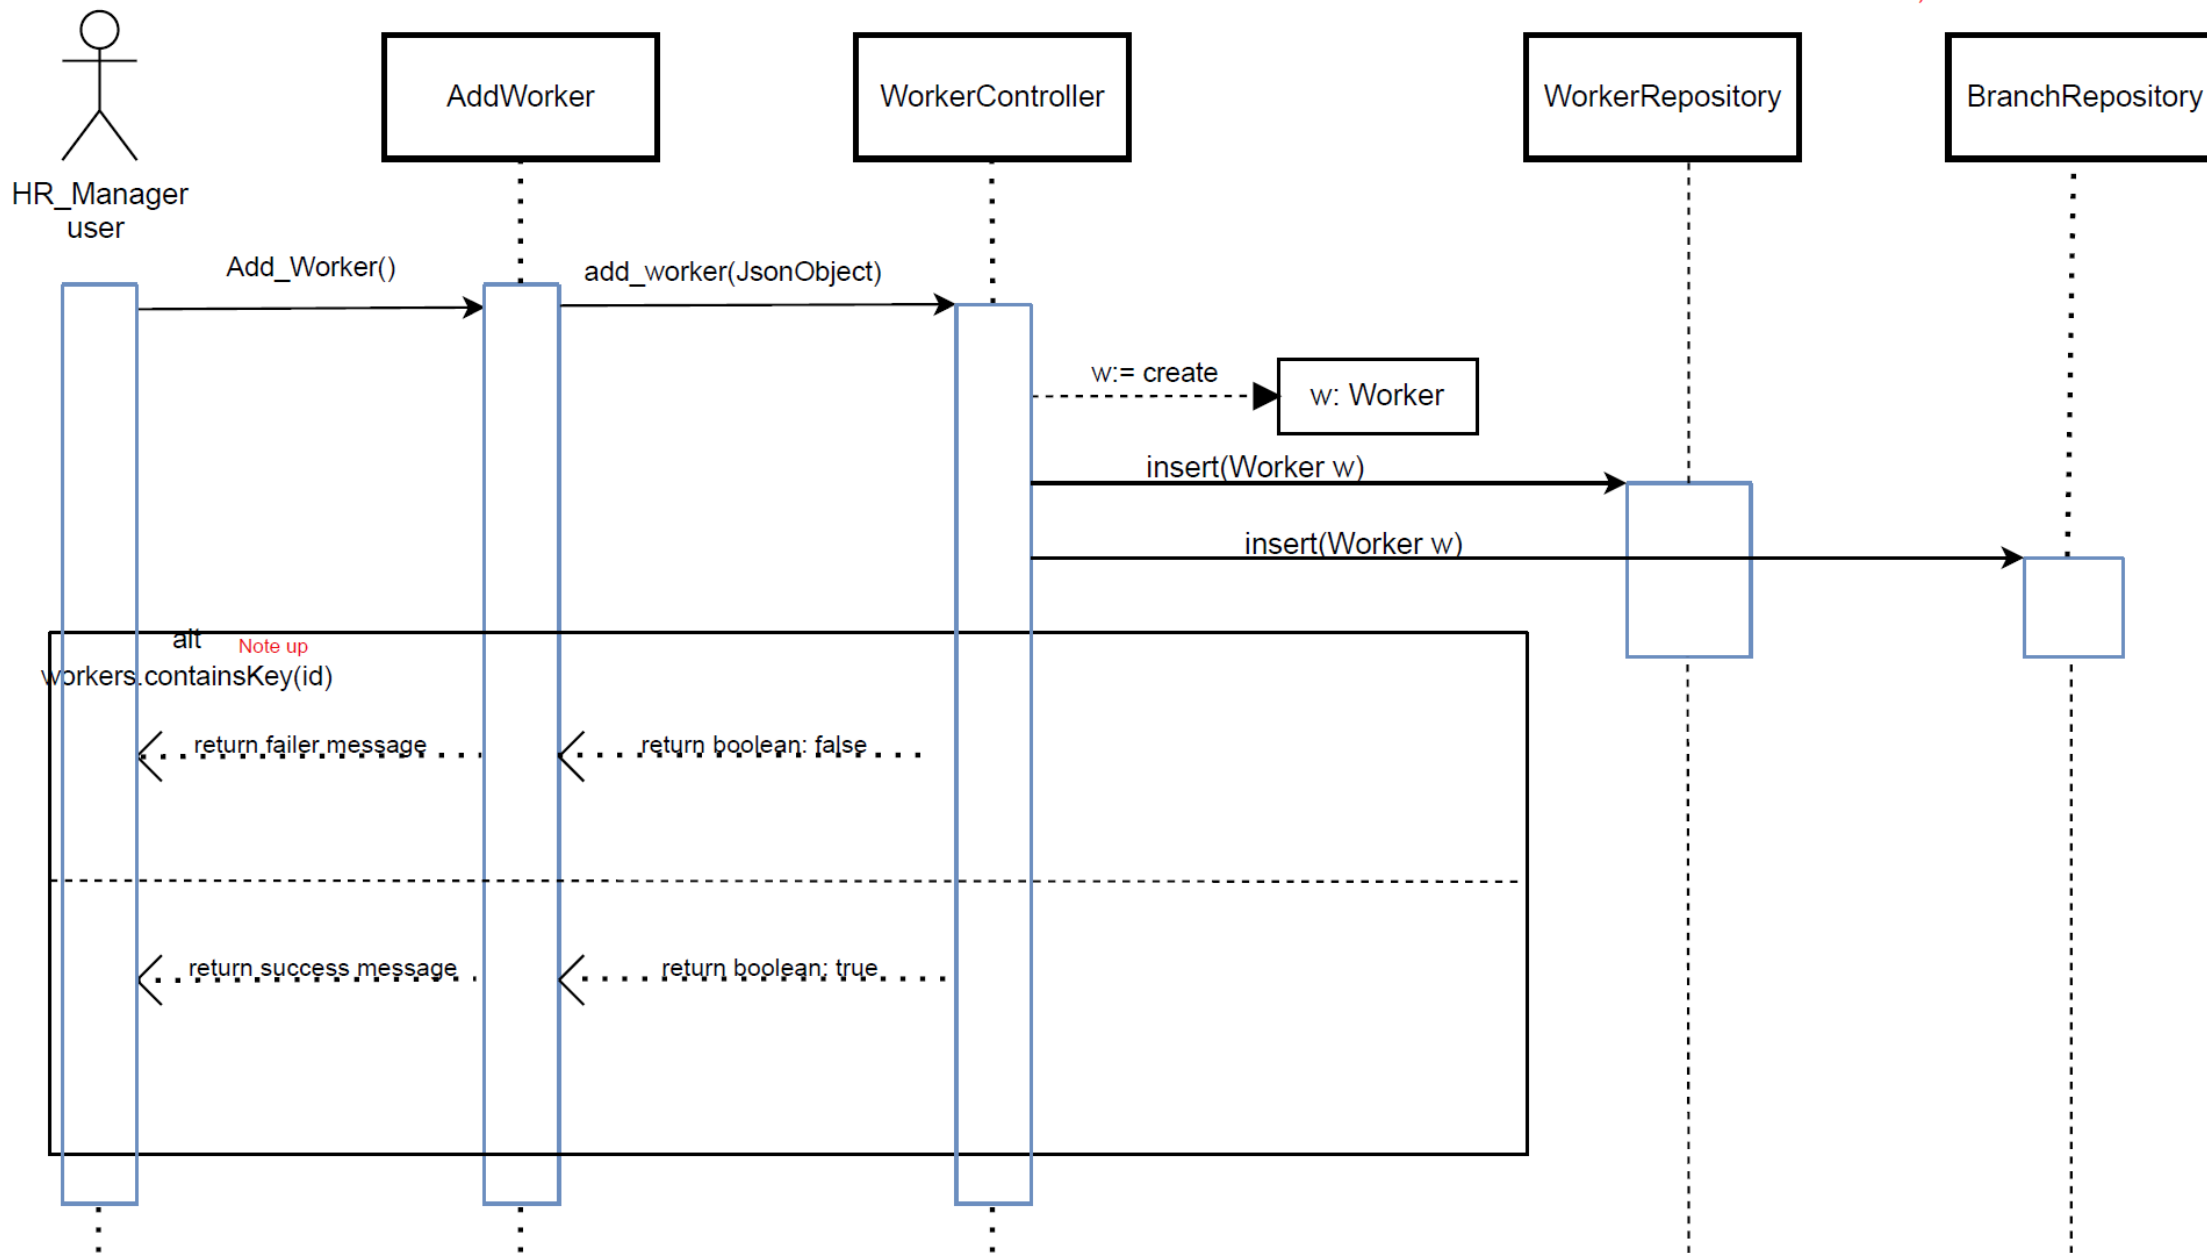 AddWorker
WorkerController
WorkerRepository
BranchRepository
HR_Manager
user
Add_Worker()
add_worker(JsonObject)
w:= create
w: Worker
insert(Worker w)
insert(Worker w)
alt
Note up
workers.containsKey(id)
return failer message
return boolean: false
return success message
return boolean: true